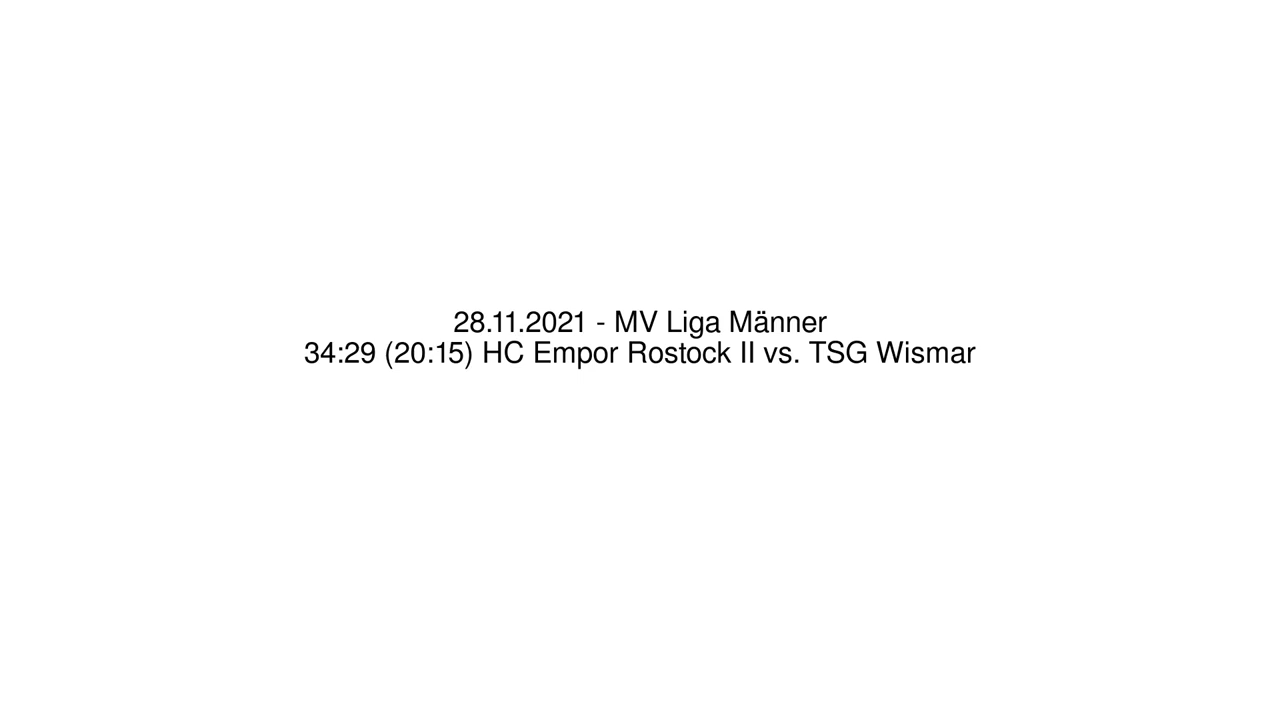 28.11.2021 - MV Liga Männer
34:29 (20:15) HC Empor Rostock II vs. TSG Wismar